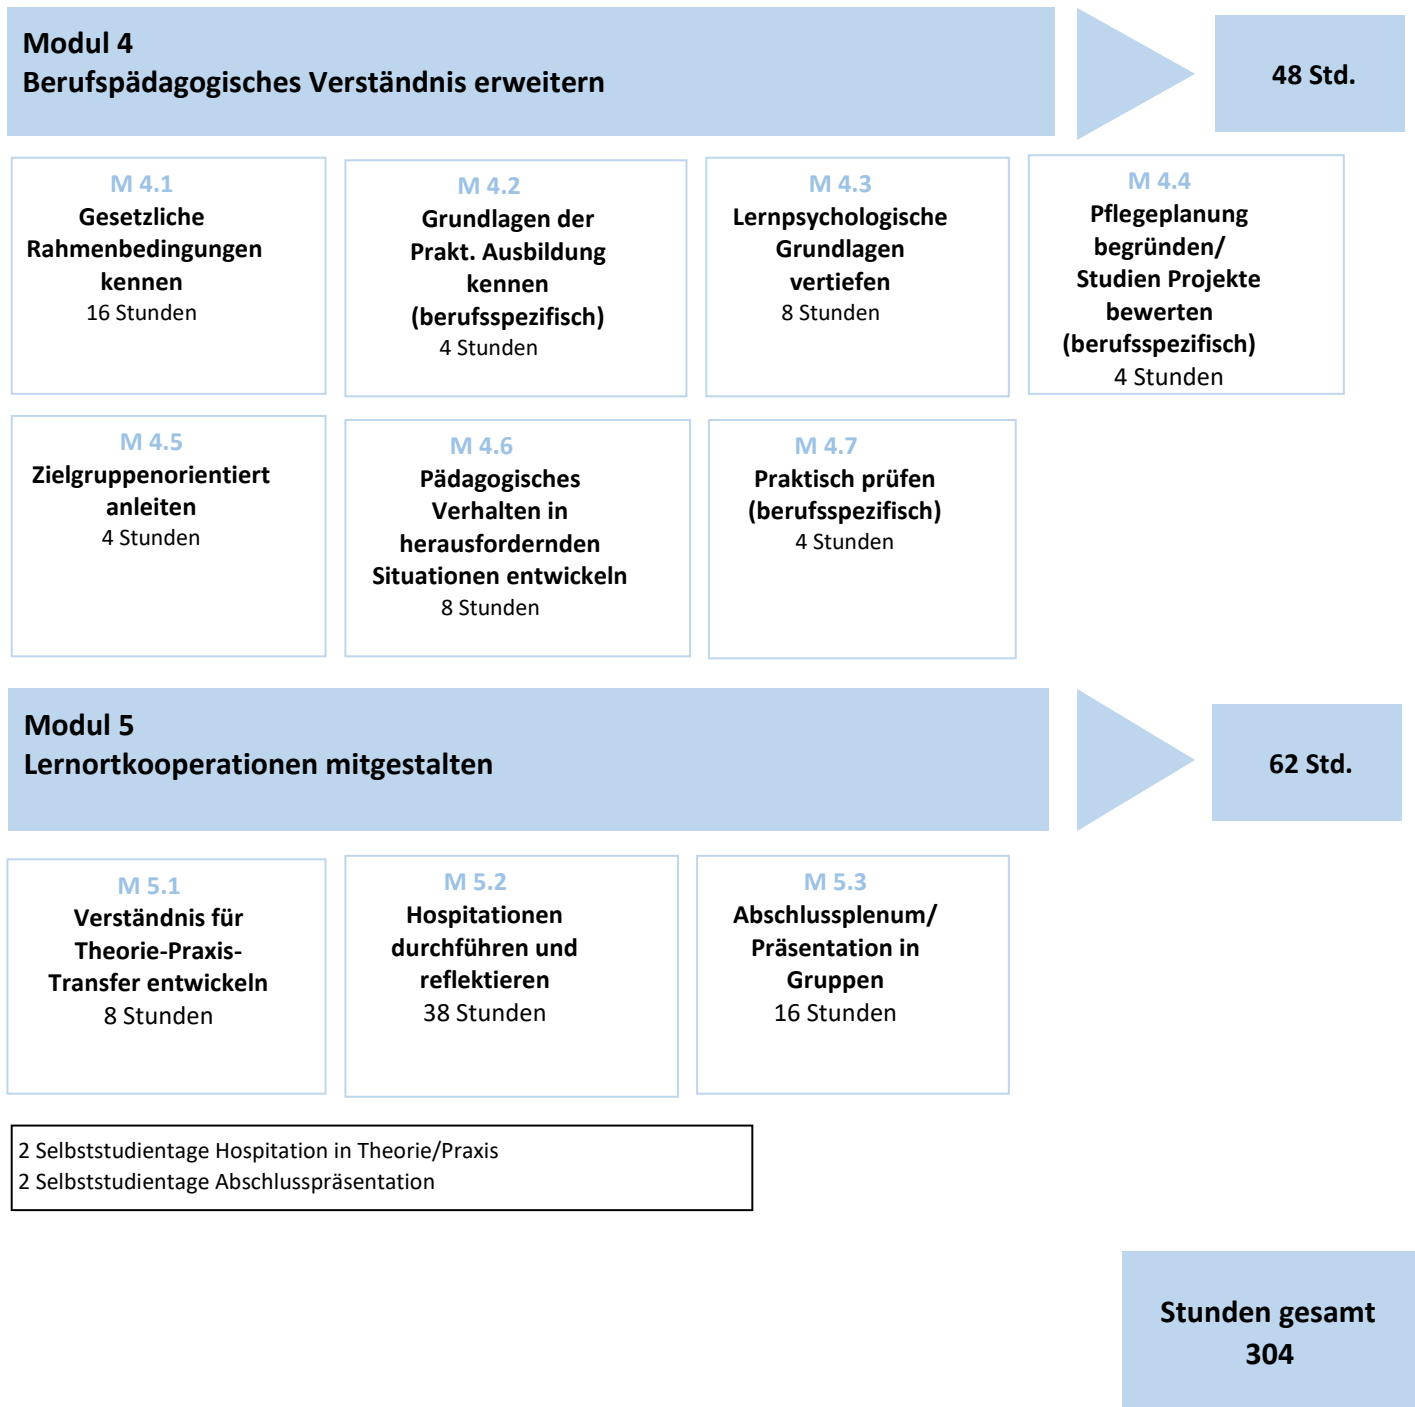 Modul 4
Berufspädagogisches Verständnis erweitern
48 Std.
M 4.1
Gesetzliche
Rahmenbedingungen
kennen
16 Stunden
M 4.2
Grundlagen der
Prakt. Ausbildung
kennen
(berufsspezifisch)
4 Stunden
M 4.3
Lernpsychologische
Grundlagen
vertiefen
8 Stunden
M 4.4
Pflegeplanung
begründen/
Studien Projekte
bewerten
(berufsspezifisch)
4 Stunden
M 4.5
Zielgruppenorientiert
anleiten
4 Stunden
M 4.6
Pädagogisches
Verhalten in
herausfordernden
Situationen entwickeln
8 Stunden
M 4.7
Praktisch prüfen
(berufsspezifisch)
4 Stunden
Modul 5
Lernortkooperationen mitgestalten
62 Std.
M 5.1
Verständnis für
Theorie-Praxis-
Transfer entwickeln
8 Stunden
M 5.2
Hospitationen
durchführen und
reflektieren
38 Stunden
M 5.3
Abschlussplenum/
Präsentation in
Gruppen
16 Stunden
2 Selbststudientage Hospitation in Theorie/Praxis
2 Selbststudientage Abschlusspräsentation
Stunden gesamt
304